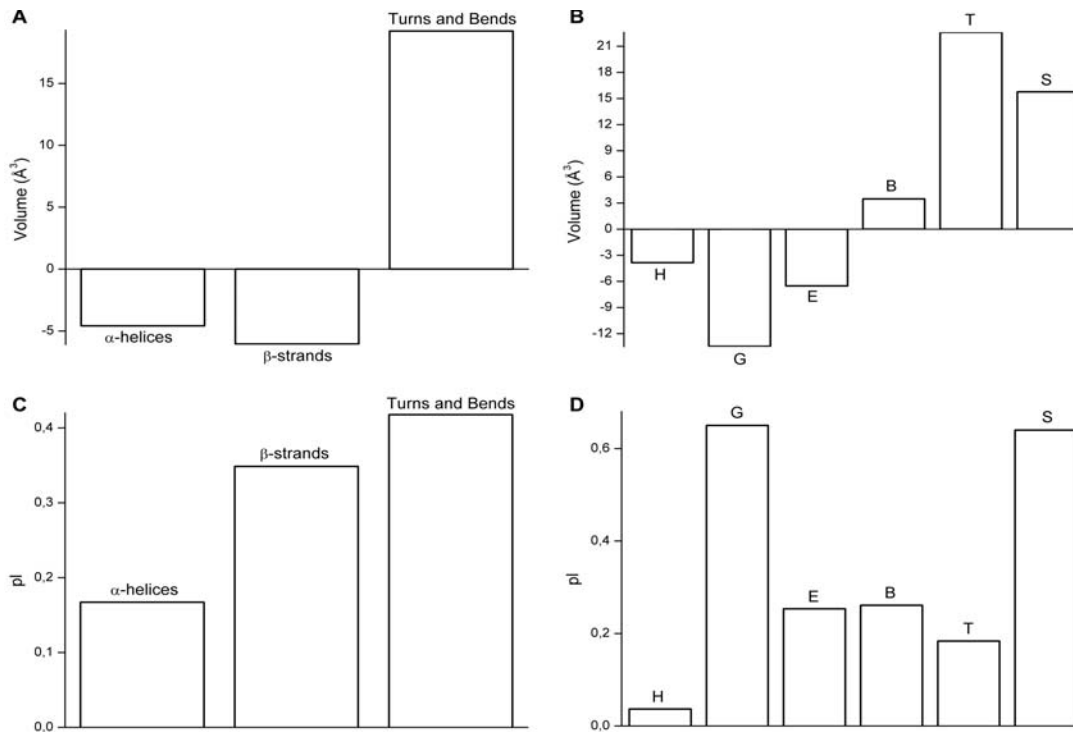 A
Turns and Bends
Volume (Å³)
15
10
5
0
-5
α-helices
β-strands
B
Volume (Å³)
21
18
15
12
9
6
3
0
-3
-6
-9
-12
H
G
E
B
T
S
C
Turns and Bends
β-strands
α-helices
pI
0,4
0,3
0,2
0,1
0,0
D
pI
0,6
0,4
0,2
0,0
H
G
E
B
T
S